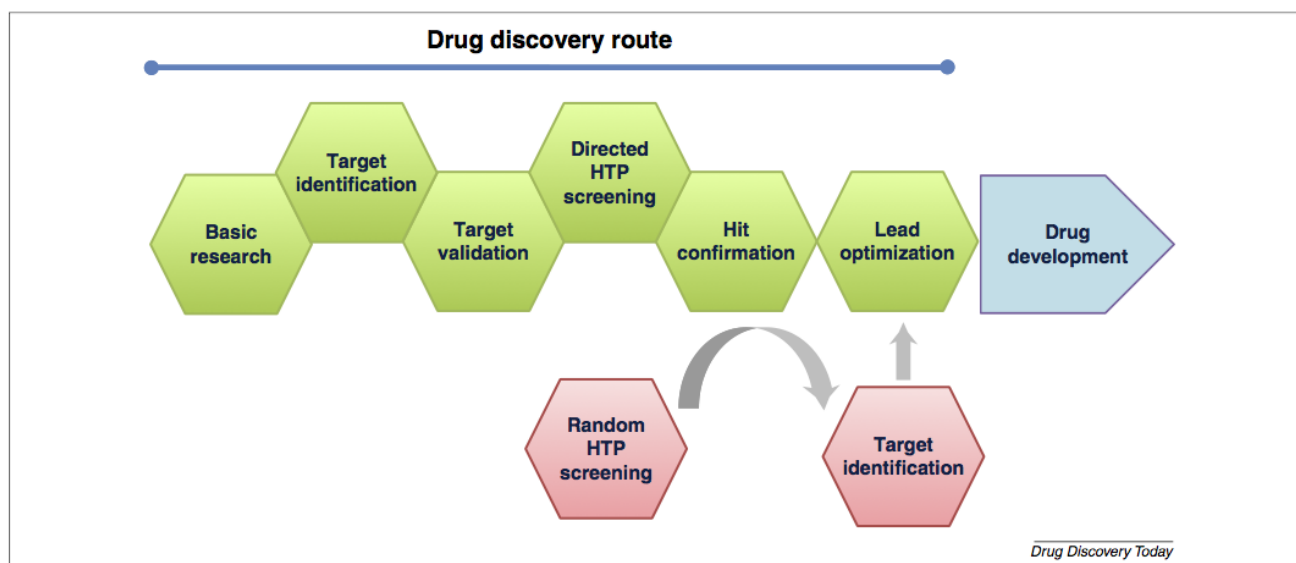 Drug discovery route
Basic
research
Target
identification
Target
validation
Directed
HTP
screening
Hit
confirmation
Lead
optimization
Drug
development
Random
HTP
screening
Target
identification
Drug Discovery Today